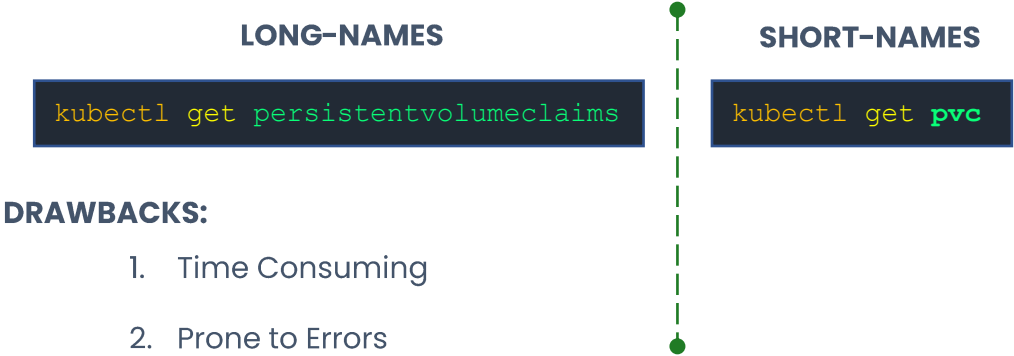 LONG-NAMES
kubectl get persistentvolumeclaims
DRAWBACKS:
1. Time Consuming
2. Prone to Errors
SHORT-NAMES
kubectl get pvc